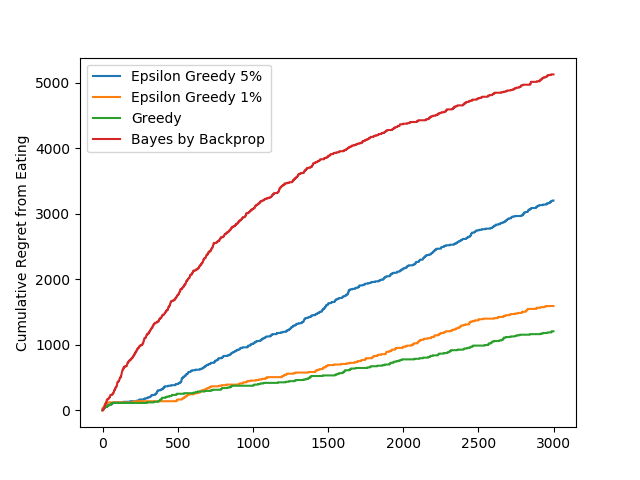 Epsilon Greedy 5%
Epsilon Greedy 1%
Greedy
Bayes by Backprop
Cumulative Regret from Eating
5000
4000
3000
2000
1000
0
0 500 1000 1500 2000 2500 3000